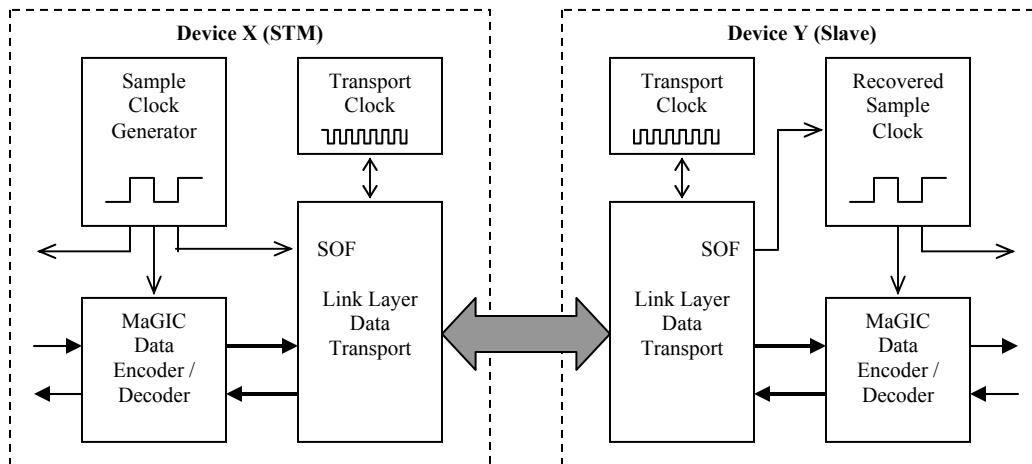 Device X (STM)
Sample
Clock
Generator
Transport
Clock
SOF
Link Layer
Data
Transport
MaGIC
Data
Encoder /
Decoder
Device Y (Slave)
Transport
Clock
Recovered
Sample
Clock
SOF
Link Layer
Data
Transport
MaGIC
Data
Encoder /
Decoder